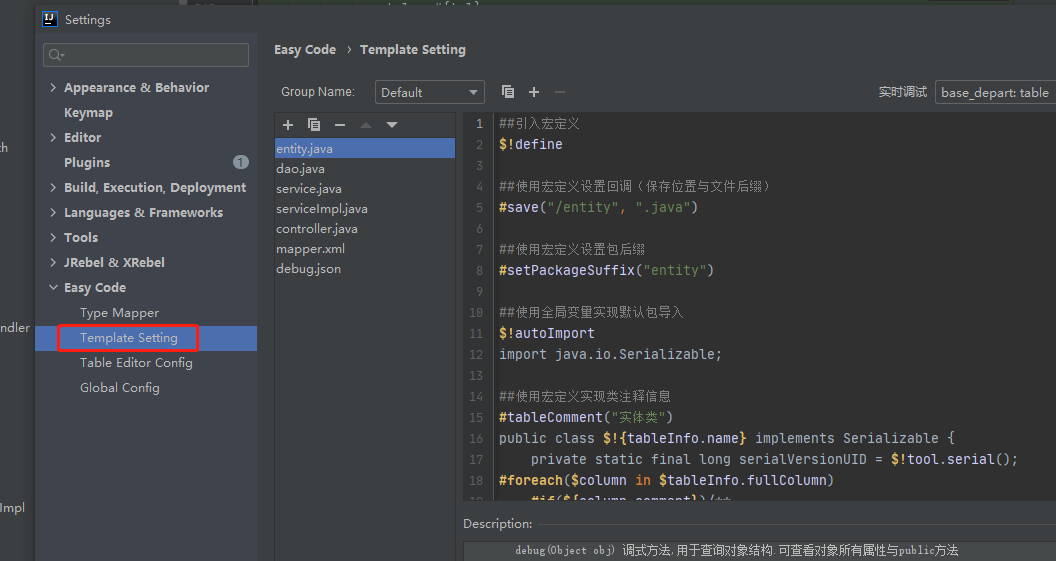 Settings
Appearance & Behavior
Keymap
Editor
Plugins 1
Build, Execution, Deployment
Languages & Frameworks
Tools
JRebel & XRebel
Easy Code
Type Mapper
Template Setting
Table Editor Config
Global Config
ndler
Impl
Easy Code › Template Setting
Group Name: Default
实时调试 base_depart: table
entity.java
dao.java
service.java
serviceImpl.java
controller.java
mapper.xml
debug.json
1 ##引入宏定义
2 $!define
3
4 ##使用宏定义设置回调（保存位置与文件后缀）
5 #save("/entity", ".java")
6
7 ##使用宏定义设置包后缀
8 #setPackageSuffix("entity")
9
10 ##使用全局变量实现默认包导入
11 $!autoImport
12 import java.io.Serializable;
13
14 ##使用宏定义实现类注释信息
15 #tableComment("实体类")
16 public class $!{tableInfo.name} implements Serializable {
17 private static final long serialVersionUID = $!tool.serial();
18 #foreach($column in $tableInfo.fullColumn)
19 #if(${column.comment})/**
Description:
debug(Object obj) 调式方法,用于查询对象结构.可查看对象所有属性与public方法